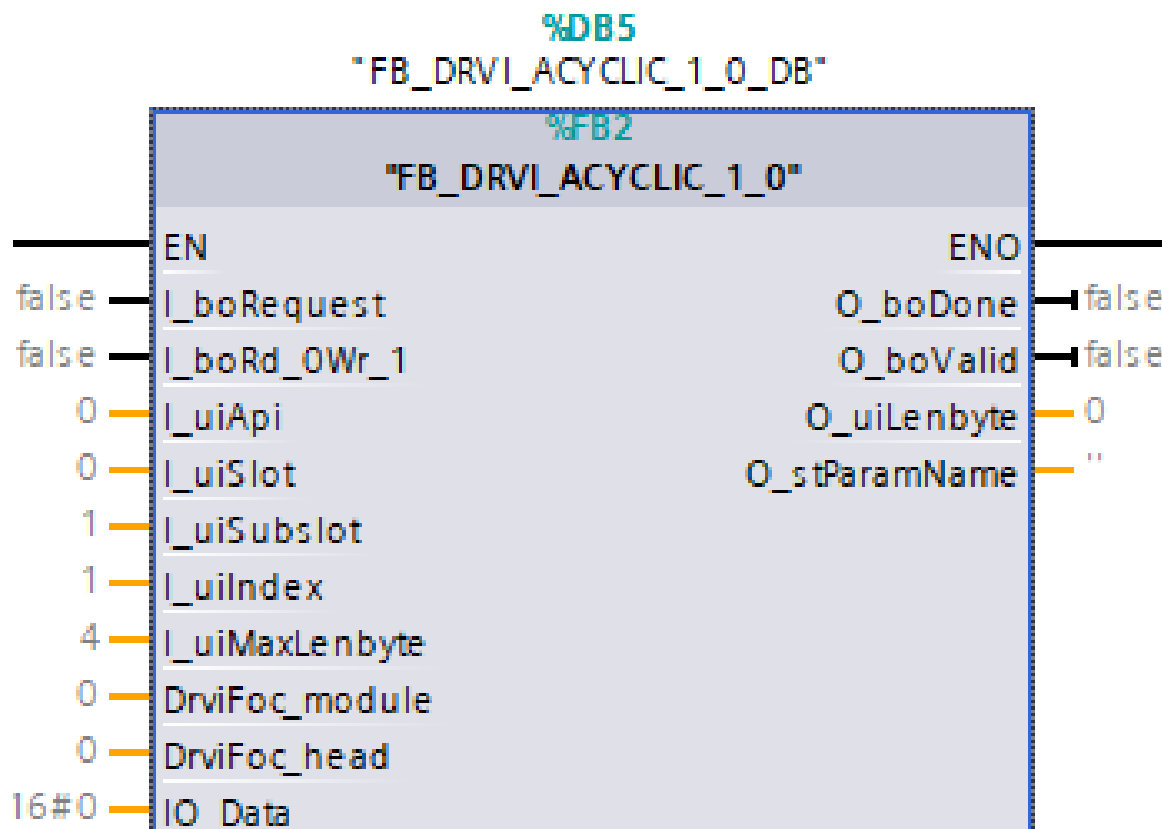 %DB5
"FB_DRVI_ACYCLIC_1_0_DB"
%FB2
"FB_DRVI_ACYCLIC_1_0"
EN ENO
false I_boRequest O_boDone false
false I_boRd_0Wr_1 O_boValid false
0 I_uiApi O_uiLenbyte 0
0 I_uiSlot O_stParamName ''
1 I_uiSubslot
1 I_uiIndex
4 I_uiMaxLenbyte
0 DrviFoc_module
0 DrviFoc_head
16#0 IO_Data